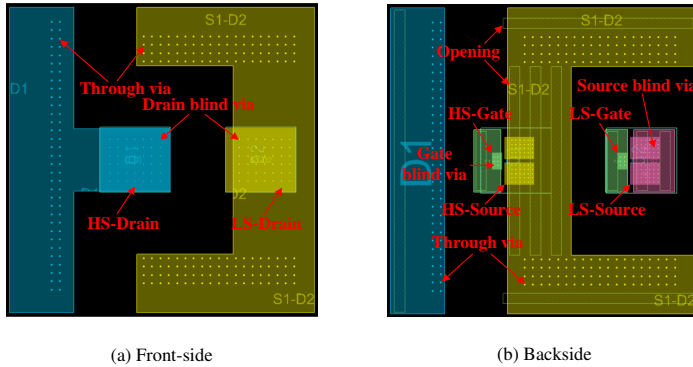 S1-D2
Through via
D1
Drain blind via
D2
HS-Drain
LS-Drain
S1-D2
(a) Front-side
S1-D2
Opening
Source blind via
S1-D2
HS-Gate
LS-Gate
D1
Gate
blind via
HS-Source
LS-Source
Through via
S1-D2
(b) Backside